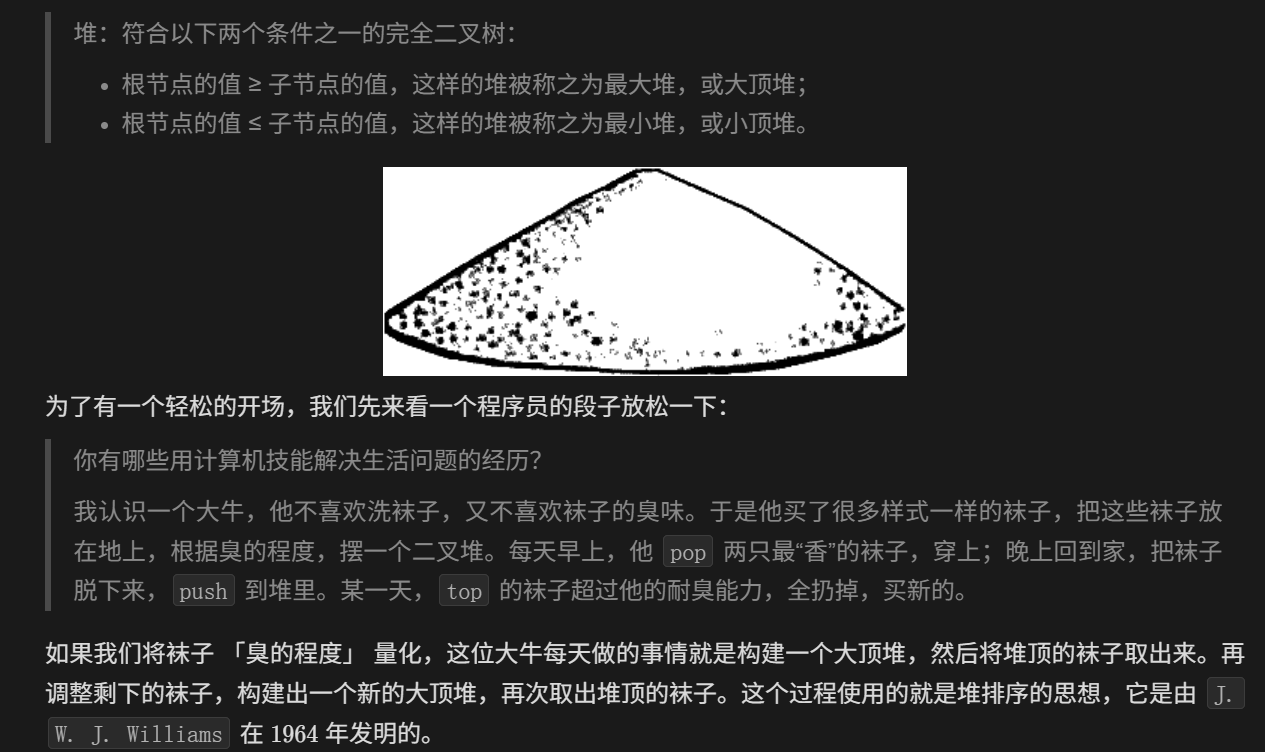 堆：符合以下两个条件之一的完全二叉树：
• 根节点的值 ≥ 子节点的值，这样的堆被称之为最大堆，或大顶堆；
• 根节点的值 ≤ 子节点的值，这样的堆被称之为最小堆，或小顶堆。
为了有一个轻松的开场，我们先来看一个程序员的段子放松一下：
你有哪些用计算机技能解决生活问题的经历？
我认识一个大牛，他不喜欢洗袜子，又不喜欢袜子的臭味。于是他买了很多样式一样的袜子，把这些袜子放
在地上，根据臭的程度，摆一个二叉堆。每天早上，他 pop 两只最“香”的袜子，穿上；晚上回到家，把袜子
脱下来， push 到堆里。某一天， top 的袜子超过他的耐臭能力，全扔掉，买新的。
如果我们将袜子 「臭的程度」 量化，这位大牛每天做的事情就是构建一个大顶堆，然后将堆顶的袜子取出来。再
调整剩下的袜子，构建出一个新的大顶堆，再次取出堆顶的袜子。这个过程使用的就是堆排序的思想，它是由 J.
W. J. Williams 在 1964 年发明的。